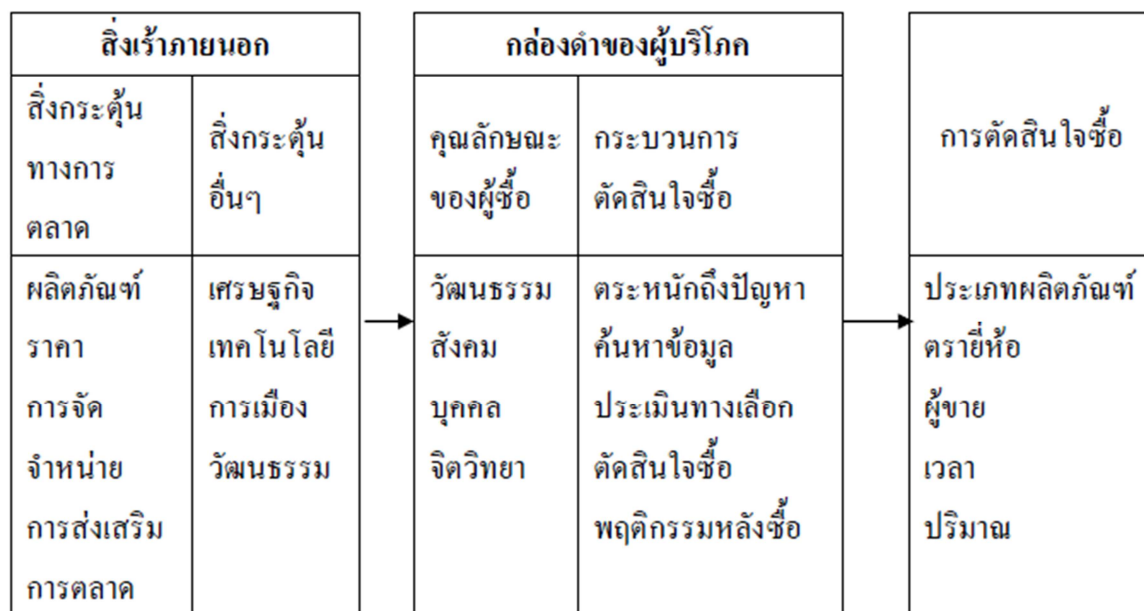 สิ่งเร้าภายนอก
สิ่งกระตุ้น
ทางการ
ตลาด
สิ่งกระตุ้น
อื่นๆ
ผลิตภัณฑ์
ราคา
การจัด
จำหน่าย
การส่งเสริม
การตลาด
เศรษฐกิจ
เทคโนโลยี
การเมือง
วัฒนธรรม
กล่องดำของผู้บริโภค
คุณลักษณะ
ของผู้ซื้อ
กระบวนการ
ตัดสินใจซื้อ
วัฒนธรรม
สังคม
บุคคล
จิตวิทยา
ตระหนักถึงปัญหา
ค้นหาข้อมูล
ประเมินทางเลือก
ตัดสินใจซื้อ
พฤติกรรมหลังซื้อ
การตัดสินใจซื้อ
ประเภทผลิตภัณฑ์
ตรายี่ห้อ
ผู้ขาย
เวลา
ปริมาณ